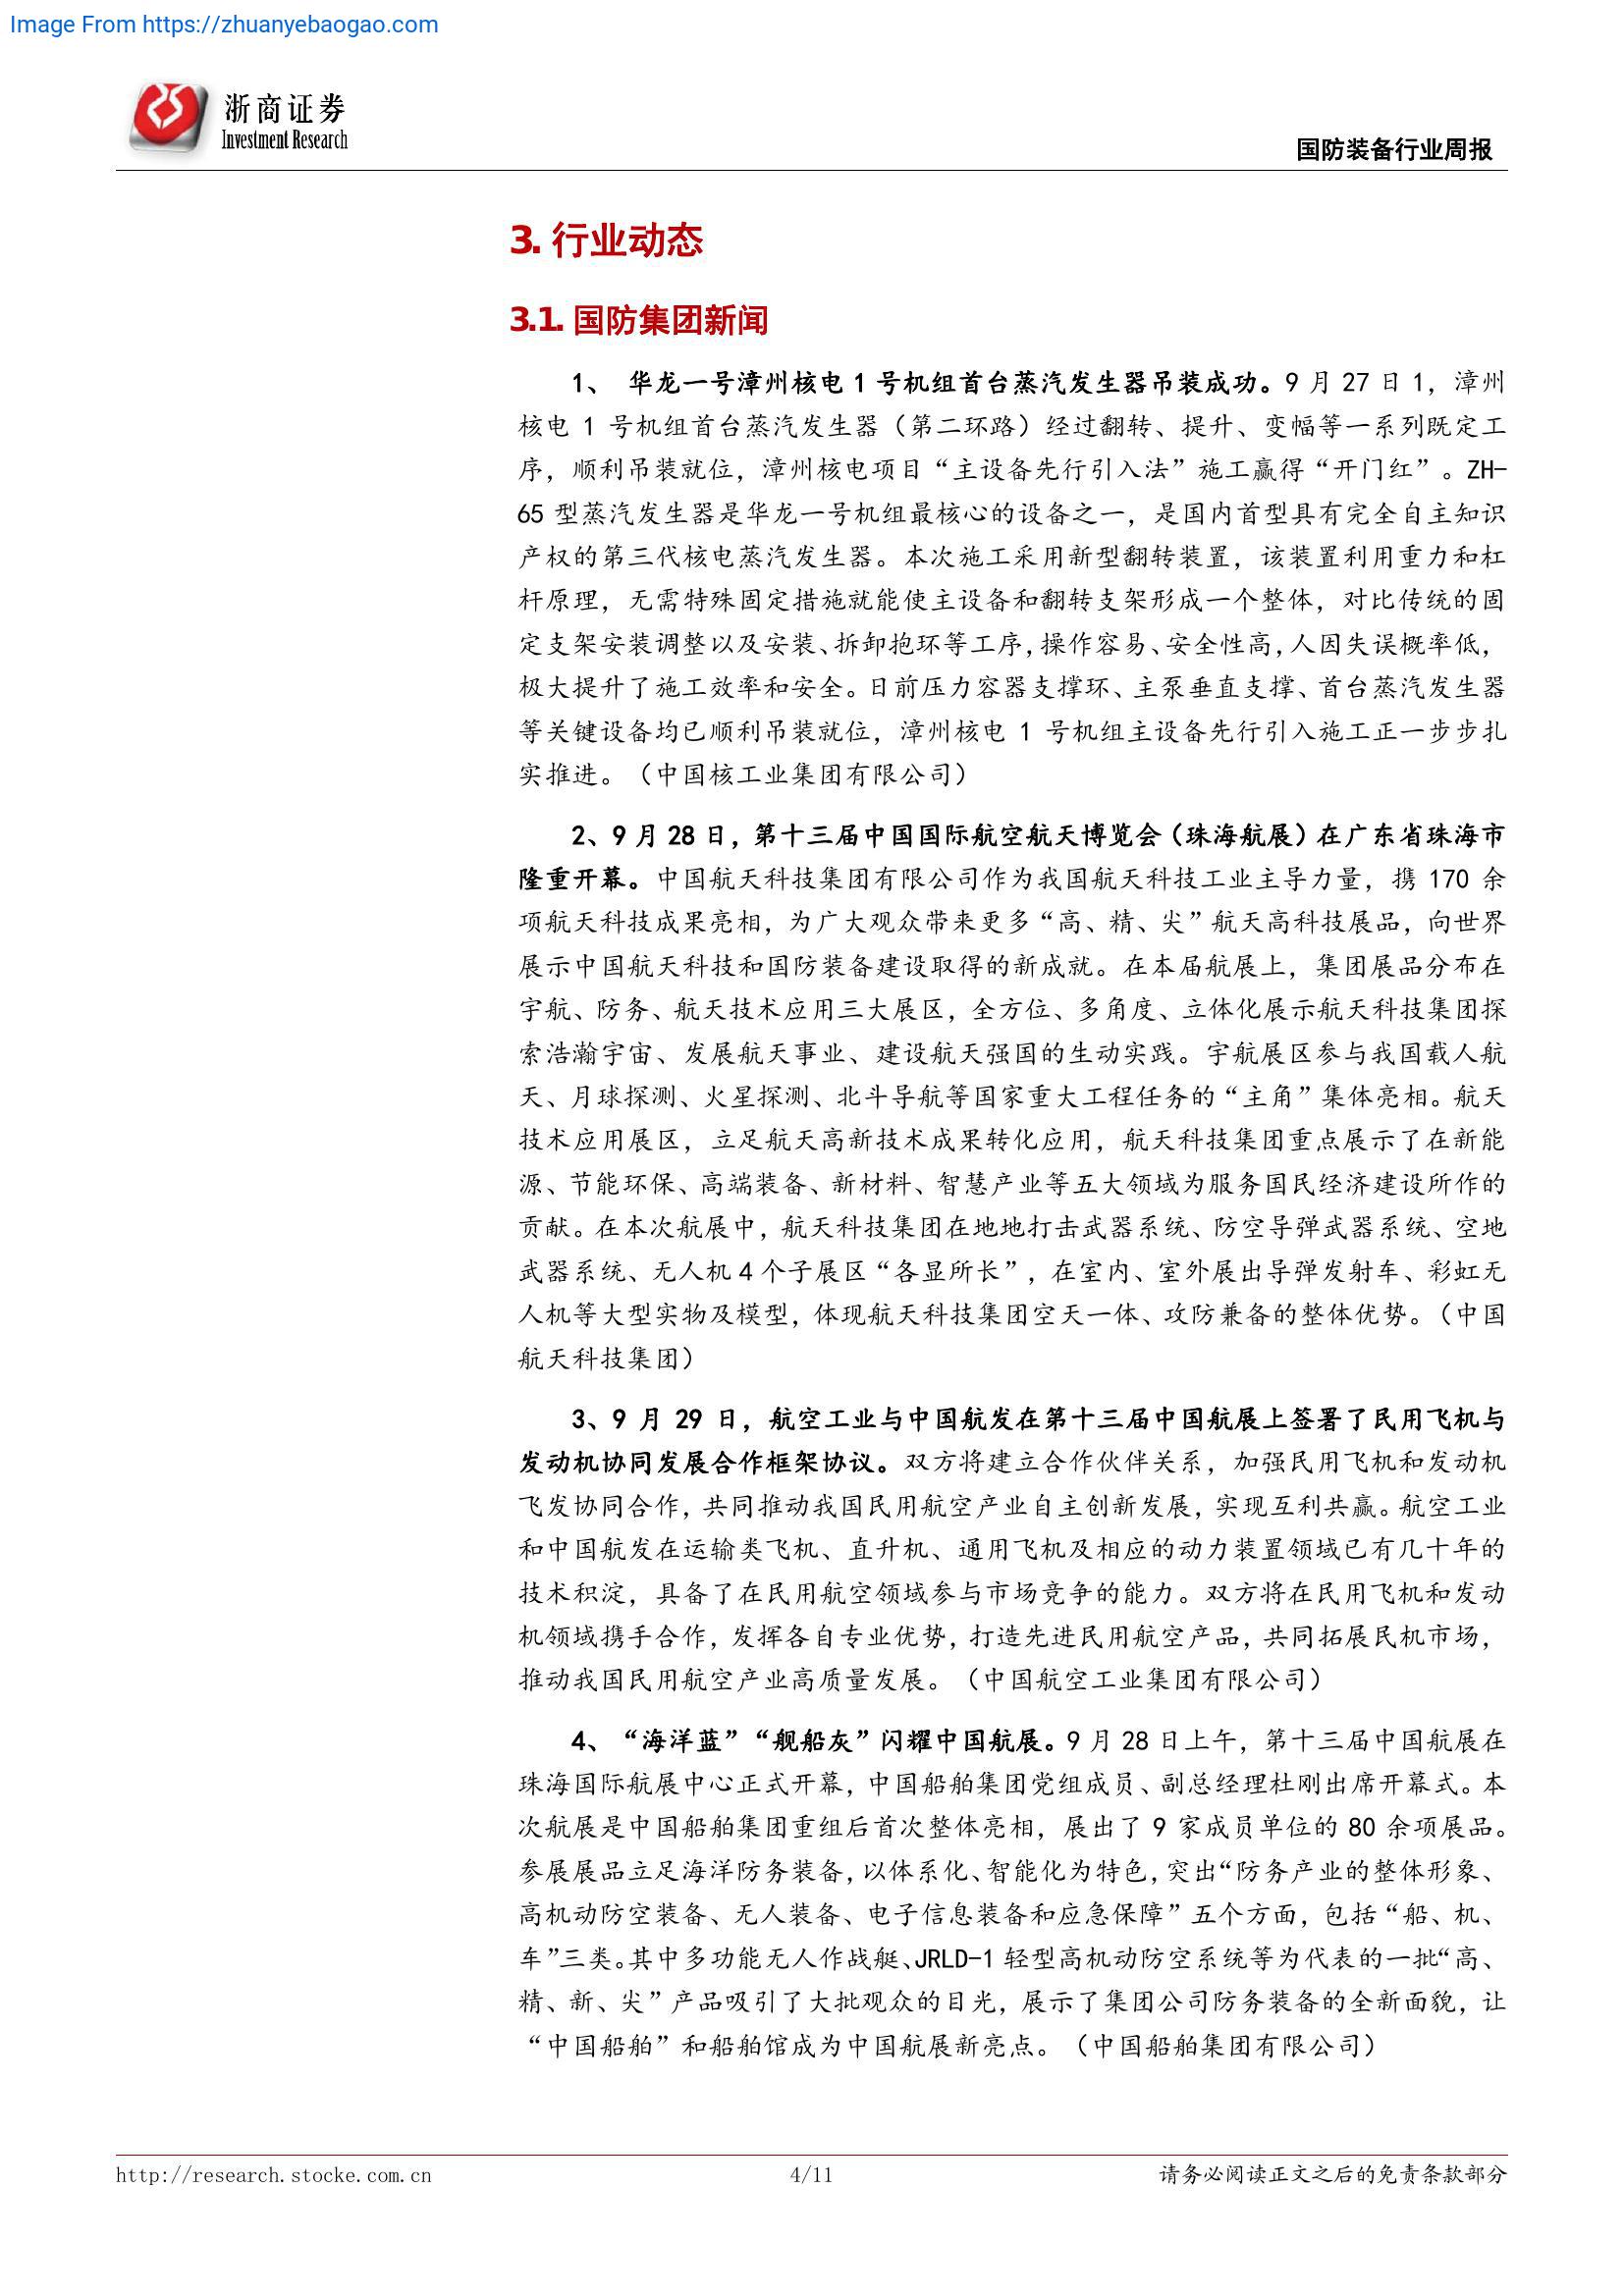 Image From https://zhuanyebaogao.com
浙商证券
Investment Research
国防装备行业周报
3. 行业动态
3.1. 国防集团新闻
1、 华龙一号漳州核电 1 号机组首台蒸汽发生器吊装成功。9 月 27 日 1，漳州
核电 1 号机组首台蒸汽发生器（第二环路）经过翻转、提升、变幅等一系列既定工
序，顺利吊装就位，漳州核电项目“主设备先行引入法”施工赢得“开门红”。ZH-
65 型蒸汽发生器是华龙一号机组最核心的设备之一，是国内首型具有完全自主知识
产权的第三代核电蒸汽发生器。本次施工采用新型翻转装置，该装置利用重力和杠
杆原理，无需特殊固定措施就能使主设备和翻转支架形成一个整体，对比传统的固
定支架安装调整以及安装、拆卸抱环等工序，操作容易、安全性高，人因失误概率低，
极大提升了施工效率和安全。日前压力容器支撑环、主泵垂直支撑、首台蒸汽发生器
等关键设备均已顺利吊装就位，漳州核电 1 号机组主设备先行引入施工正一步步扎
实推进。（中国核工业集团有限公司）
2、9 月 28 日，第十三届中国国际航空航天博览会（珠海航展）在广东省珠海市
隆重开幕。中国航天科技集团有限公司作为我国航天科技工业主导力量，携 170 余
项航天科技成果亮相，为广大观众带来更多“高、精、尖”航天高科技展品，向世界
展示中国航天科技和国防装备建设取得的新成就。在本届航展上，集团展品分布在
宇航、防务、航天技术应用三大展区，全方位、多角度、立体化展示航天科技集团探
索浩瀚宇宙、发展航天事业、建设航天强国的生动实践。宇航展区参与我国载人航
天、月球探测、火星探测、北斗导航等国家重大工程任务的“主角”集体亮相。航天
技术应用展区，立足航天高新技术成果转化应用，航天科技集团重点展示了在新能
源、节能环保、高端装备、新材料、智慧产业等五大领域为服务国民经济建设所作的
贡献。在本次航展中，航天科技集团在地地打击武器系统、防空导弹武器系统、空地
武器系统、无人机 4 个子展区“各显所长”，在室内、室外展出导弹发射车、彩虹无
人机等大型实物及模型，体现航天科技集团空天一体、攻防兼备的整体优势。（中国
航天科技集团）
3、9 月 29 日，航空工业与中国航发在第十三届中国航展上签署了民用飞机与
发动机协同发展合作框架协议。双方将建立合作伙伴关系，加强民用飞机和发动机
飞发协同合作，共同推动我国民用航空产业自主创新发展，实现互利共赢。航空工业
和中国航发在运输类飞机、直升机、通用飞机及相应的动力装置领域已有几十年的
技术积淀，具备了在民用航空领域参与市场竞争的能力。双方将在民用飞机和发动
机领域携手合作，发挥各自专业优势，打造先进民用航空产品，共同拓展民机市场，
推动我国民用航空产业高质量发展。（中国航空工业集团有限公司）
4、“海洋蓝”“舰船灰”闪耀中国航展。9 月 28 日上午，第十三届中国航展在
珠海国际航展中心正式开幕，中国船舶集团党组成员、副总经理杜刚出席开幕式。本
次航展是中国船舶集团重组后首次整体亮相，展出了 9 家成员单位的 80 余项展品。
参展展品立足海洋防务装备，以体系化、智能化为特色，突出“防务产业的整体形象、
高机动防空装备、无人装备、电子信息装备和应急保障”五个方面，包括“船、机、
车”三类。其中多功能无人作战艇、JRLD-1 轻型高机动防空系统等为代表的一批“高、
精、新、尖”产品吸引了大批观众的目光，展示了集团公司防务装备的全新面貌，让
“中国船舶”和船舶馆成为中国航展新亮点。（中国船舶集团有限公司）
http://research.stocke.com.cn
4/11
请务必阅读正文之后的免责条款部分